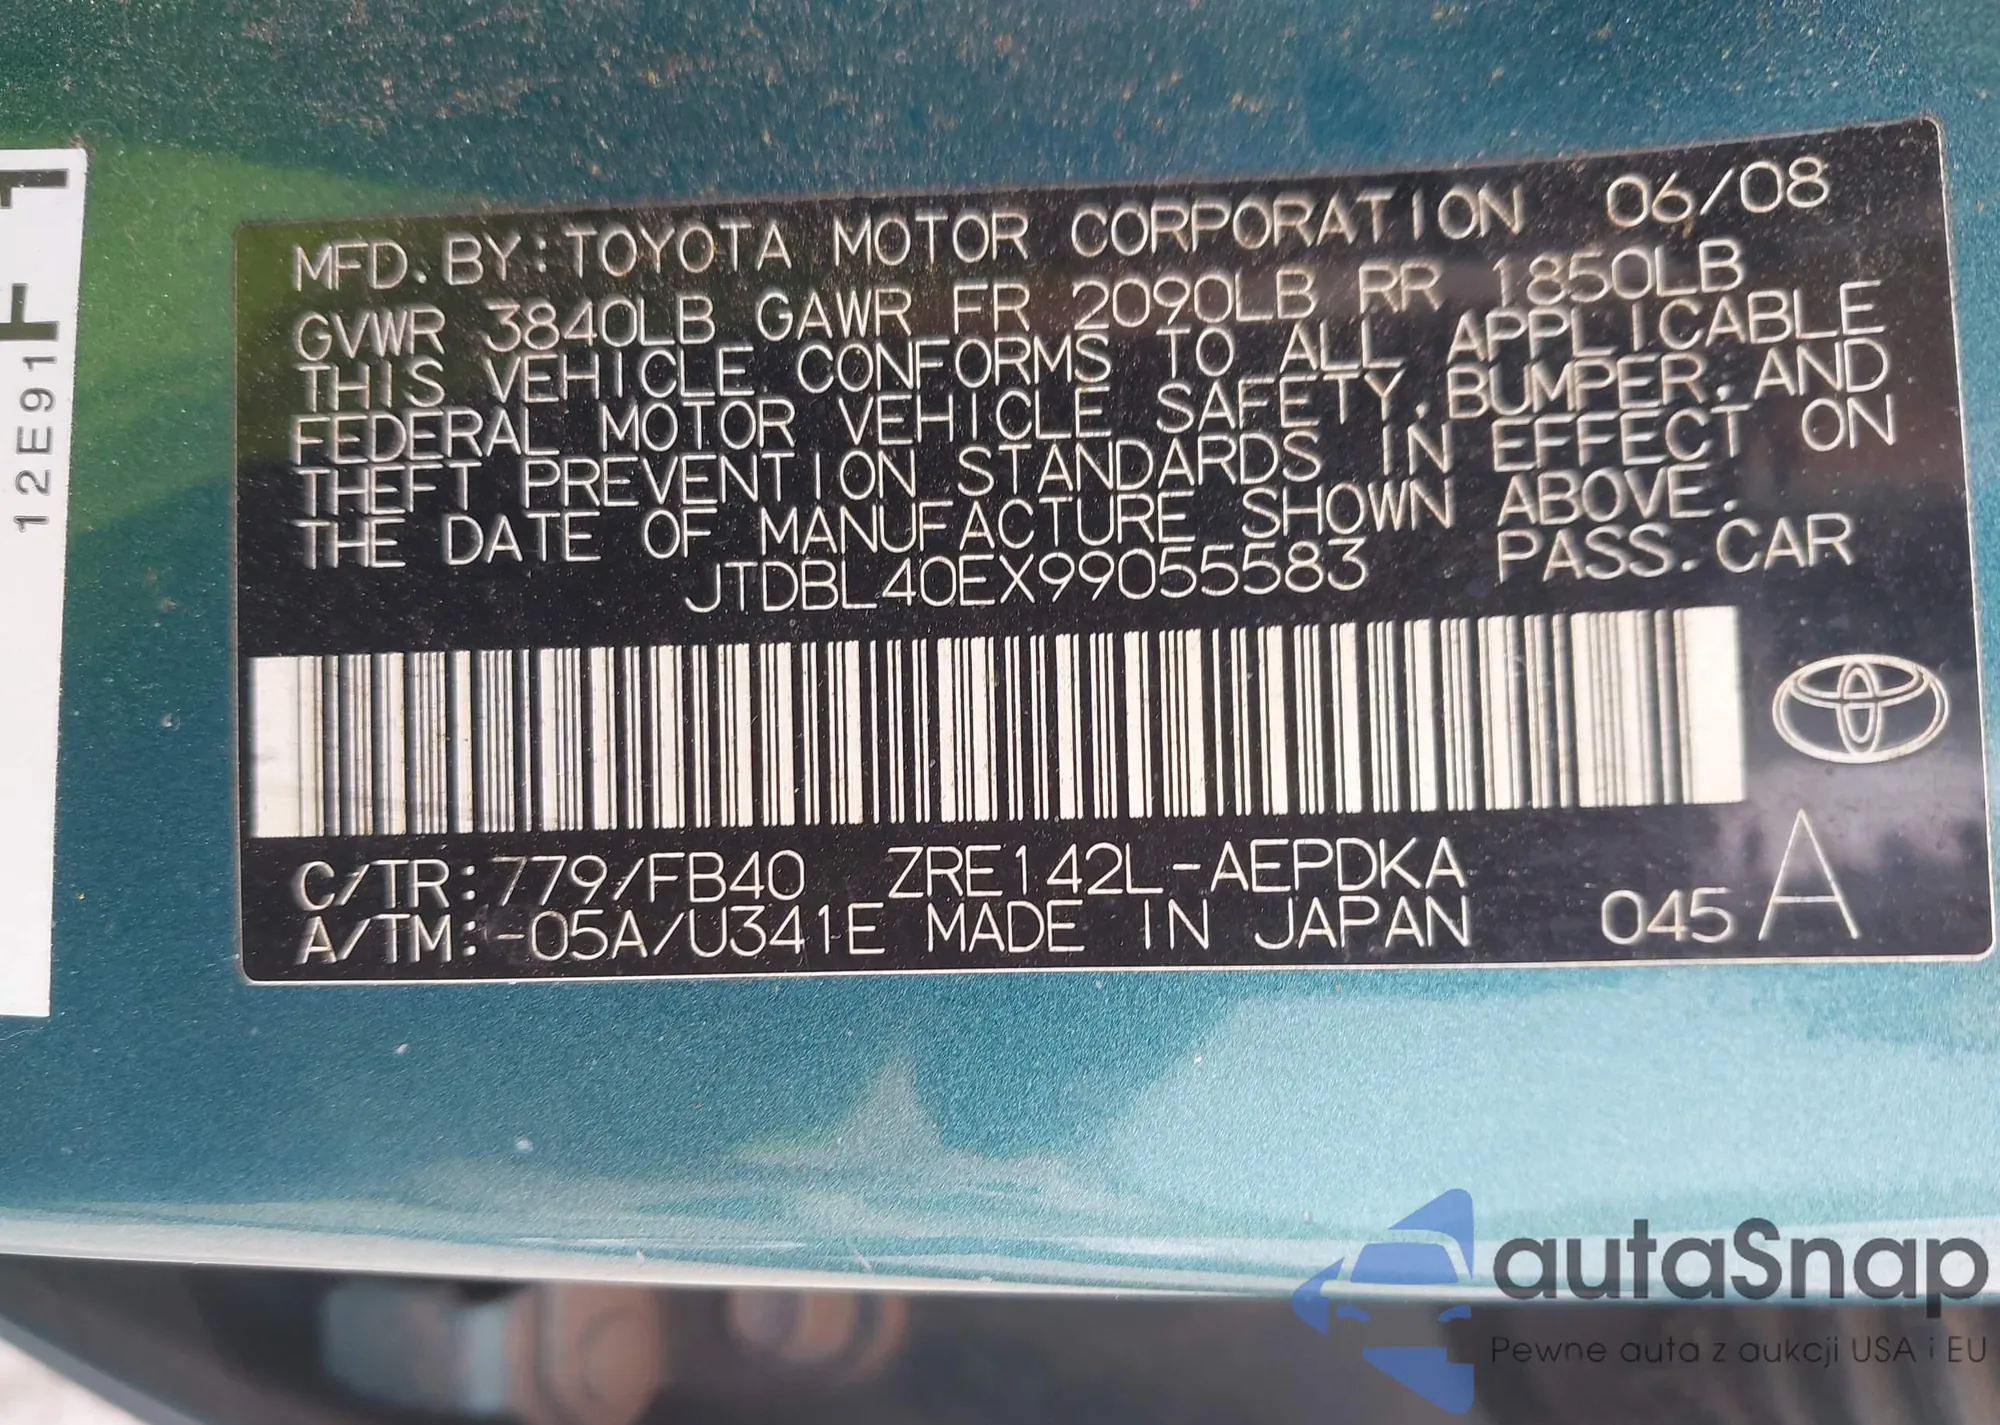 MFD. BY: TOYOTA MOTOR CORPORATION 06/08
GVWR 3840LB GAWR FR 2090LB RR 1850LB
THIS VEHICLE CONFORMS TO ALL APPLICABLE
FEDERAL MOTOR VEHICLE SAFETY, BUMPER, AND
THEFT PREVENTION STANDARDS IN EFFECT ON
THE DATE OF MANUFACTURE SHOWN ABOVE.
JTDBL40EX99055583 PASS. CAR
C/TR: 779/FB40 ZRE142L-AEPDKA
A/TM: -05A/U341E MADE IN JAPAN 045 A
12E91
autaSnap
Pewne auta z aukcji USA i EU